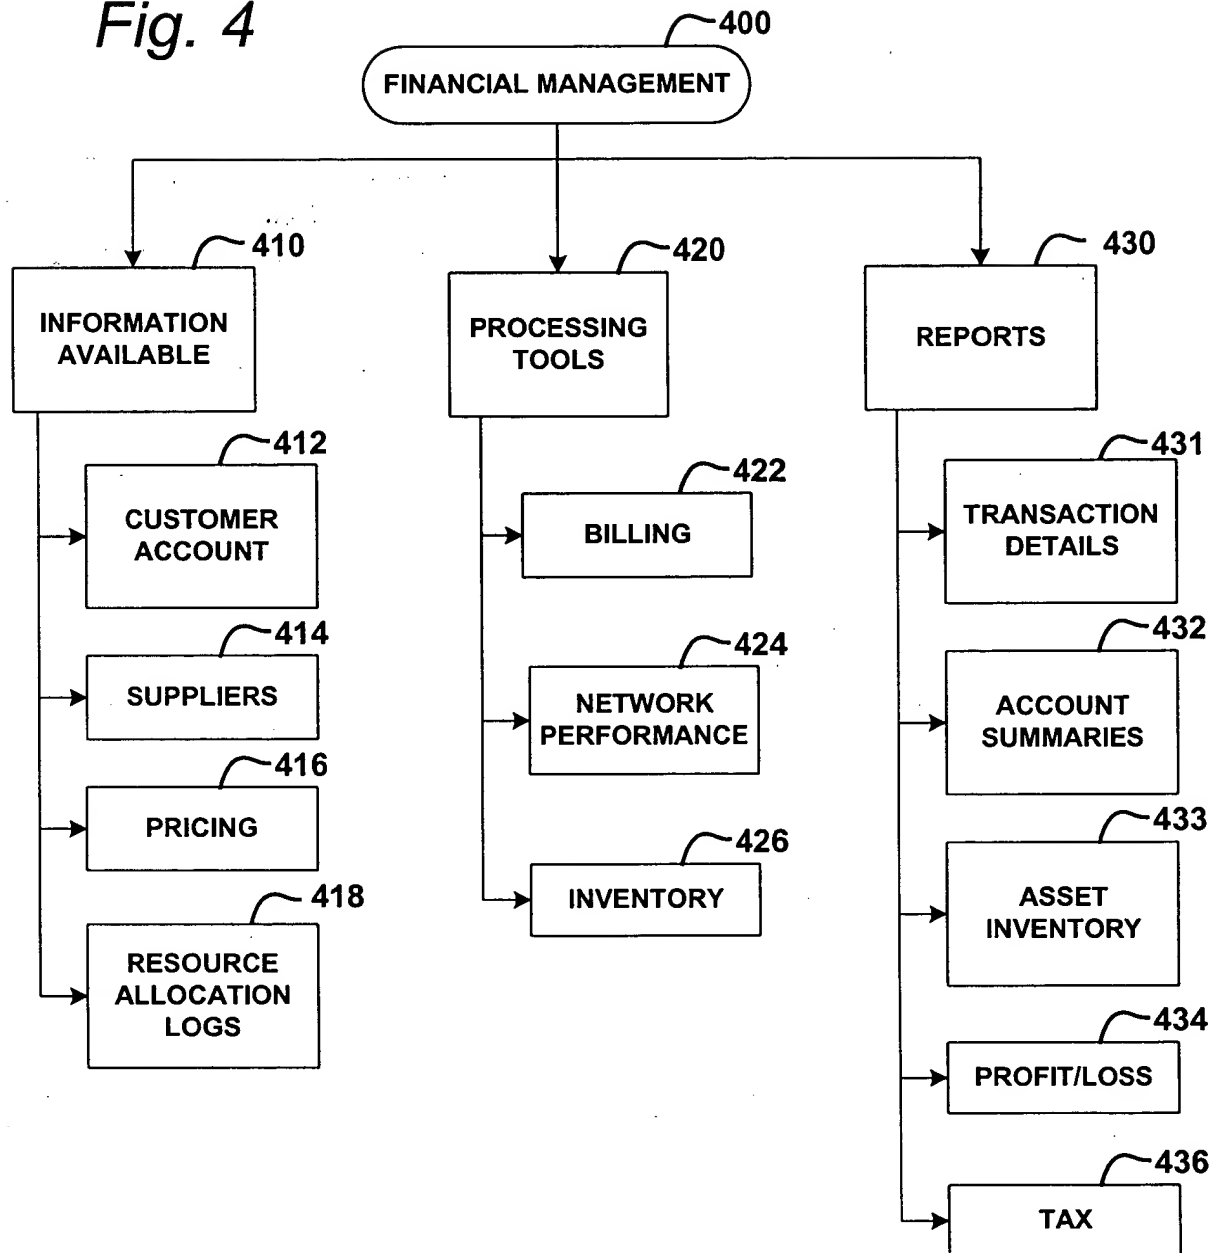 Fig. 4
400
FINANCIAL MANAGEMENT
410
INFORMATION
AVAILABLE
412
CUSTOMER
ACCOUNT
414
SUPPLIERS
416
PRICING
418
RESOURCE
ALLOCATION
LOGS
420
PROCESSING
TOOLS
422
BILLING
424
NETWORK
PERFORMANCE
426
INVENTORY
430
REPORTS
431
TRANSACTION
DETAILS
432
ACCOUNT
SUMMARIES
433
ASSET
INVENTORY
434
PROFIT/LOSS
436
TAX